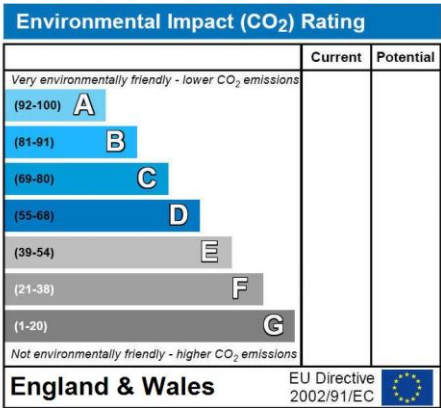 Environmental Impact (CO₂) Rating
Current Potential
Very environmentally friendly - lower CO₂ emissions
(92-100) A
(81-91) B
(69-80) C
(55-68) D
(39-54) E
(21-38) F
(1-20) G
Not environmentally friendly - higher CO₂ emissions
England & Wales
EU Directive
2002/91/EC